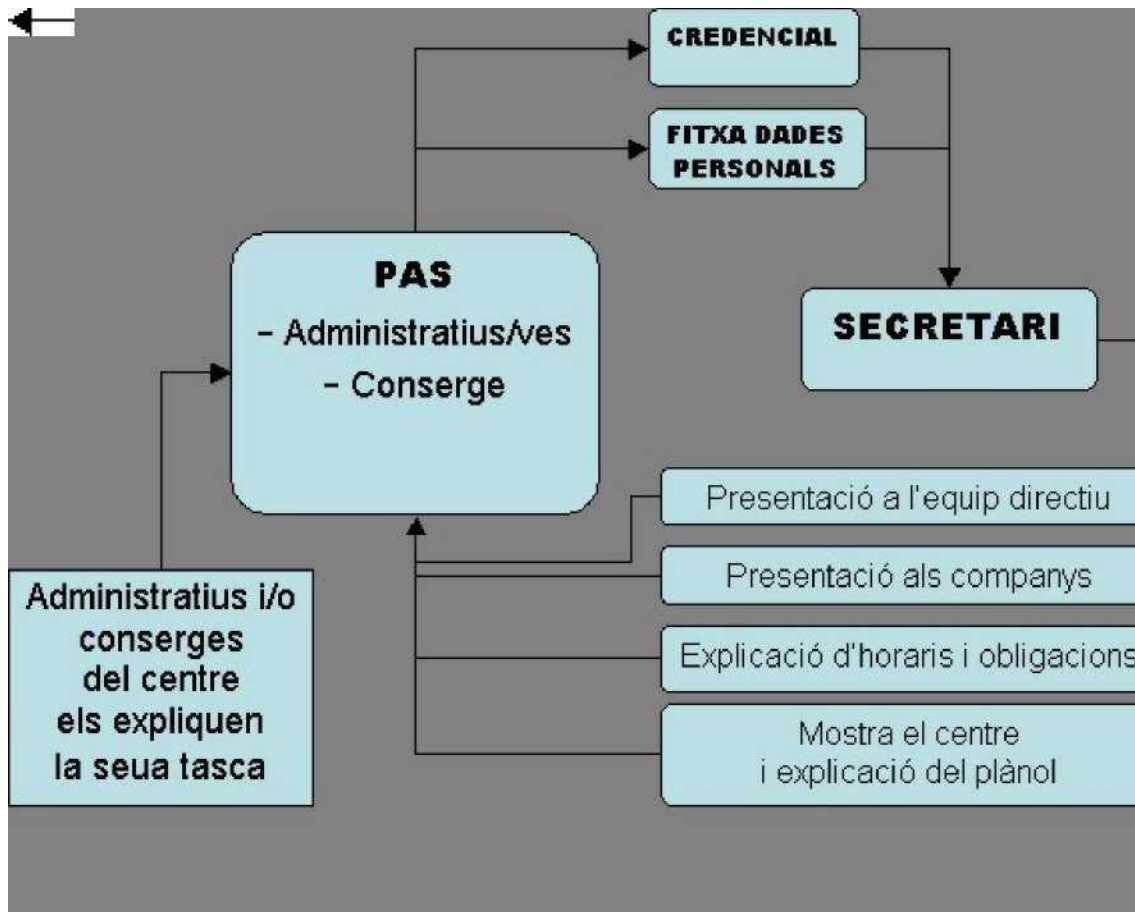 CREDENCIAL
FITXA DADES
PERSONALS
PAS
- Administratius/ves
- Conserge
SECRETARI
Presentació a l'equip directiu
Presentació als companys
Explicació d'horaris i obligacions
Mostra el centre
i explicació del plànol
Administratius i/o
conserges
del centre
els expliquen
la seua tasca